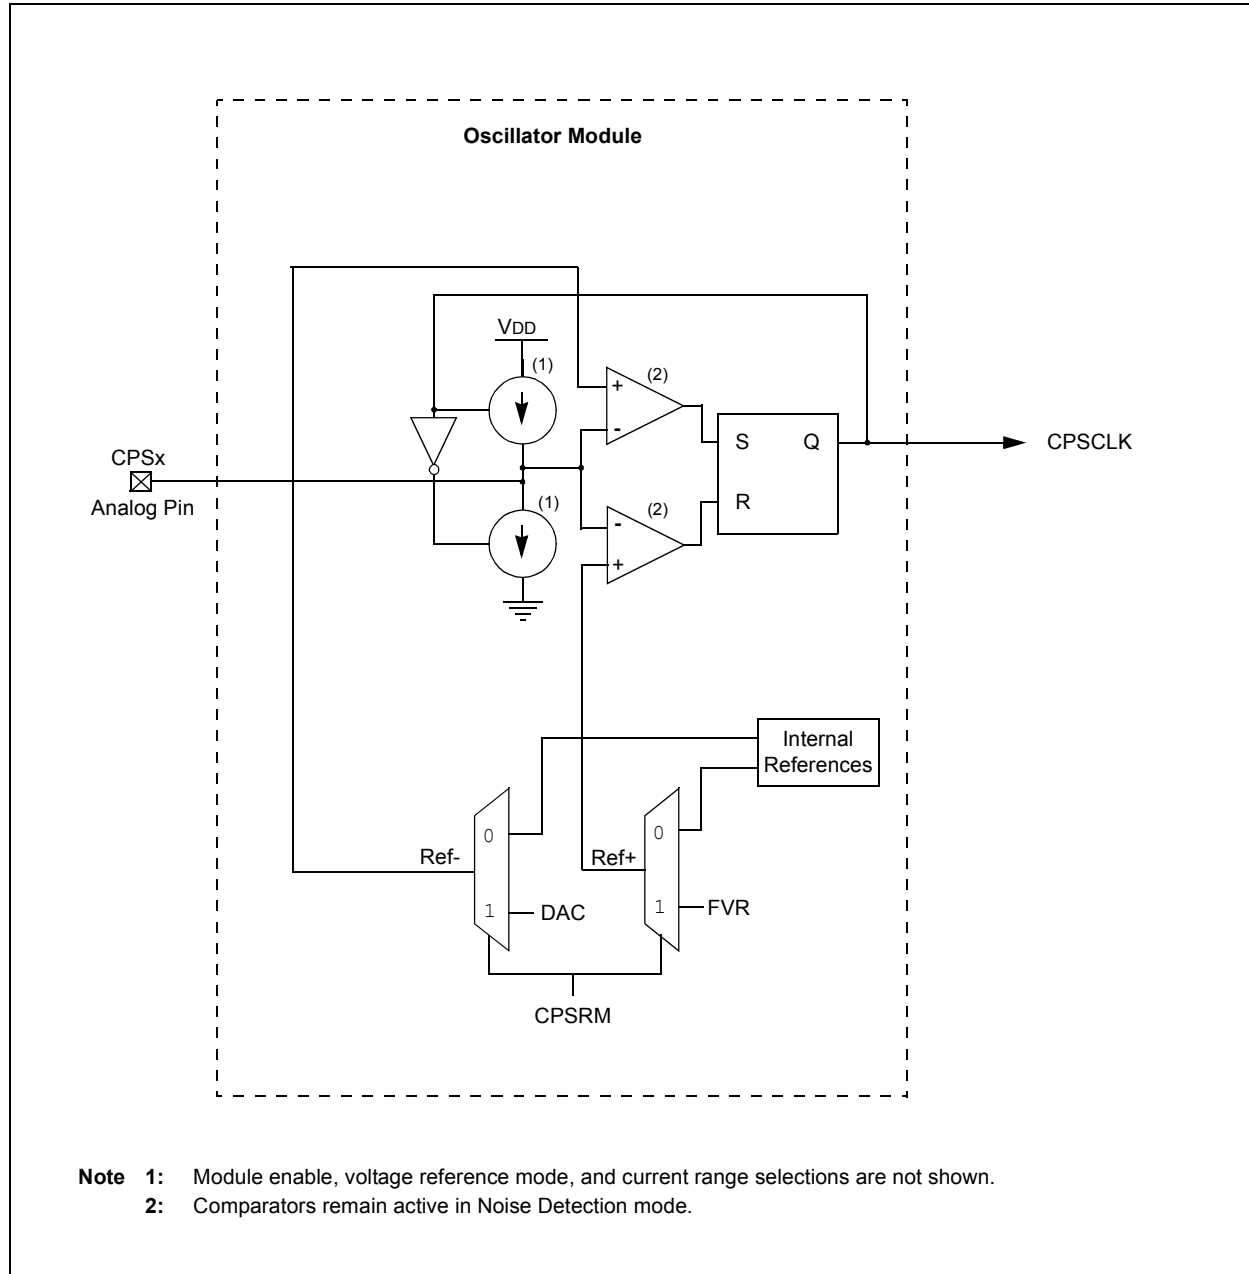 Oscillator Module
VDD
(1)
(2)
+
-
S Q
CPSCLK
CPSx
Analog Pin
(1)
(2)
R
-
+
Internal
References
0
0
Ref-
Ref+
1
DAC
1
FVR
CPSRM
Note 1: Module enable, voltage reference mode, and current range selections are not shown.
2: Comparators remain active in Noise Detection mode.